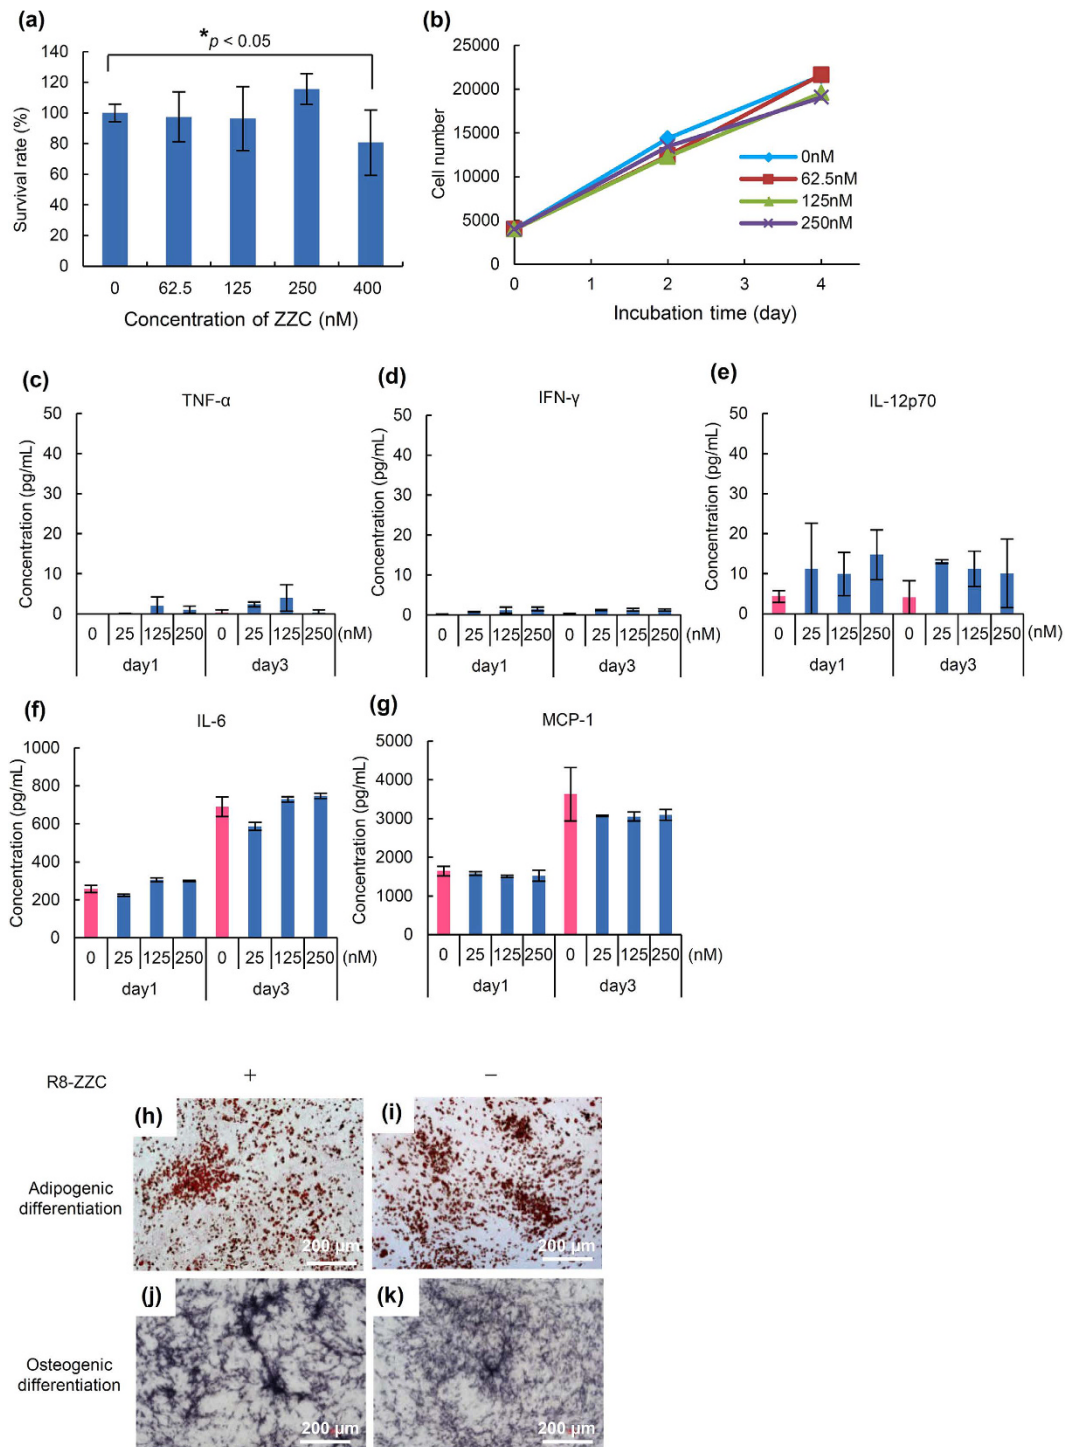 (a)
*p < 0.05
140
120
100
80
60
40
20
0
Survival rate (%)
0 62.5 125 250 400
Concentration of ZZC (nM)
(b)
25000
20000
15000
10000
5000
0
Cell number
0nM
62.5nM
125nM
250nM
0 1 2 3 4
Incubation time (day)
(c)
TNF-α
50
40
30
20
10
0
Concentration (pg/mL)
0 25 125 250 0 25 125 250 (nM)
day1 day3
(d)
IFN-γ
50
40
30
20
10
0
Concentration (pg/mL)
0 25 125 250 0 25 125 250 (nM)
day1 day3
(e)
IL-12p70
50
40
30
20
10
0
Concentration (pg/mL)
0 25 125 250 0 25 125 250 (nM)
day1 day3
(f)
IL-6
1000
800
600
400
200
0
Concentration (pg/mL)
0 25 125 250 0 25 125 250 (nM)
day1 day3
(g)
MCP-1
5000
4000
3000
2000
1000
0
Concentration (pg/mL)
0 25 125 250 0 25 125 250 (nM)
day1 day3
R8-ZZC + −
(h)
(i)
Adipogenic
differentiation
200 µm
200 µm
(j)
(k)
Osteogenic
differentiation
200 µm
200 µm